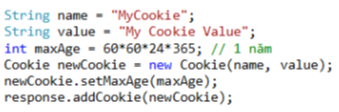 String name = "MyCookie";
String value = "My Cookie Value";
int maxAge = 60*60*24*365; // 1 năm
Cookie newCookie = new Cookie(name, value);
newCookie.setMaxAge(maxAge);
response.addCookie(newCookie);